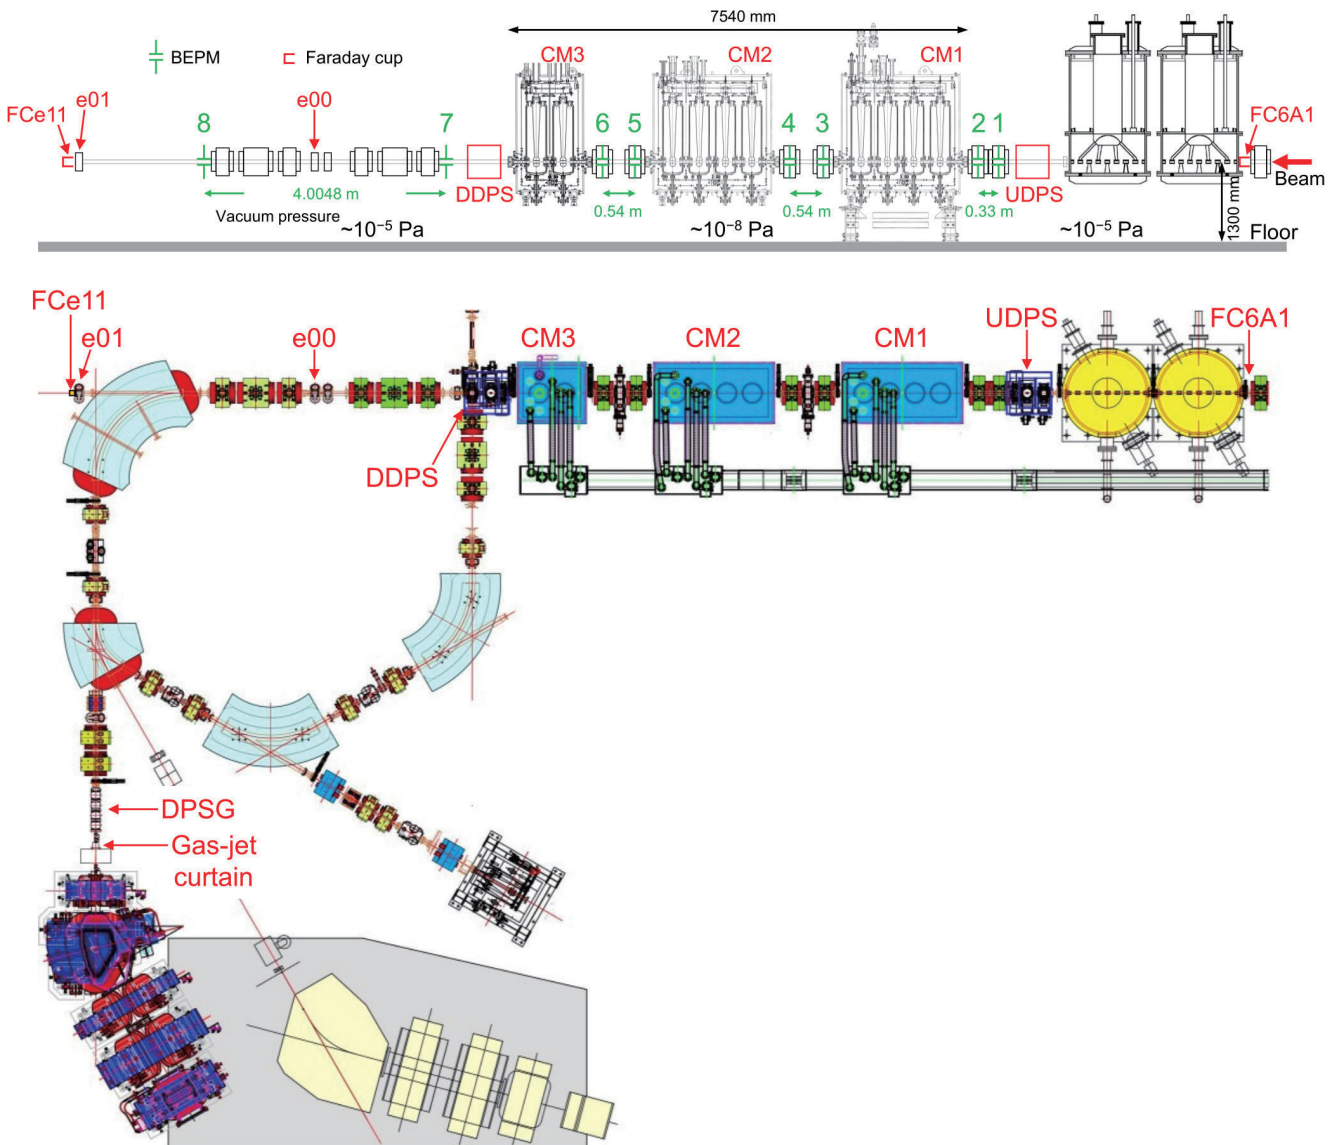 7540 mm
BEPM
Faraday cup
CM3
CM2
CM1
FCe11
e01
e00
8
7
6
5
4
3
2
1
FC6A1
Beam
4.0048 m
DDPS
0.54 m
0.54 m
0.33 m
UDPS
1300 mm
Vacuum pressure
~10⁻⁵ Pa
~10⁻⁸ Pa
~10⁻⁵ Pa
Floor
FCe11
e01
e00
CM3
CM2
CM1
UDPS
FC6A1
DDPS
DPSG
Gas-jet
curtain